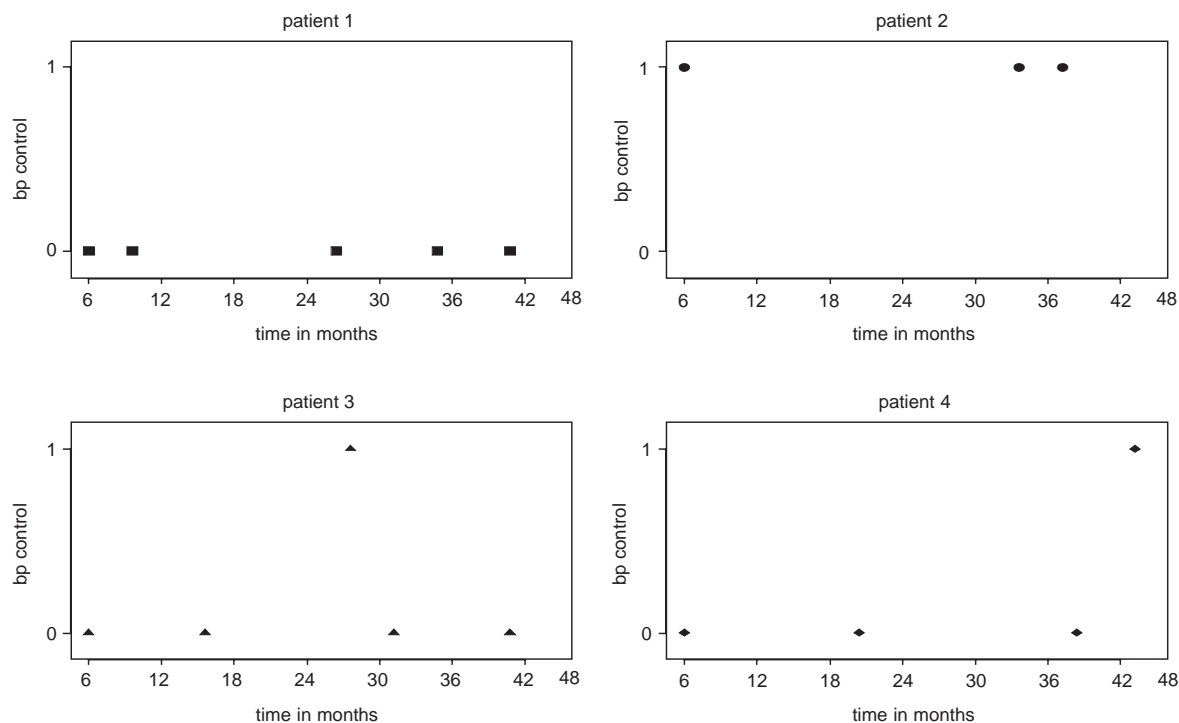 patient 1
1
bp control
0
6 12 18 24 30 36 42 48
time in months
patient 2
1
bp control
0
6 12 18 24 30 36 42 48
time in months
patient 3
1
bp control
0
6 12 18 24 30 36 42 48
time in months
patient 4
1
bp control
0
6 12 18 24 30 36 42 48
time in months